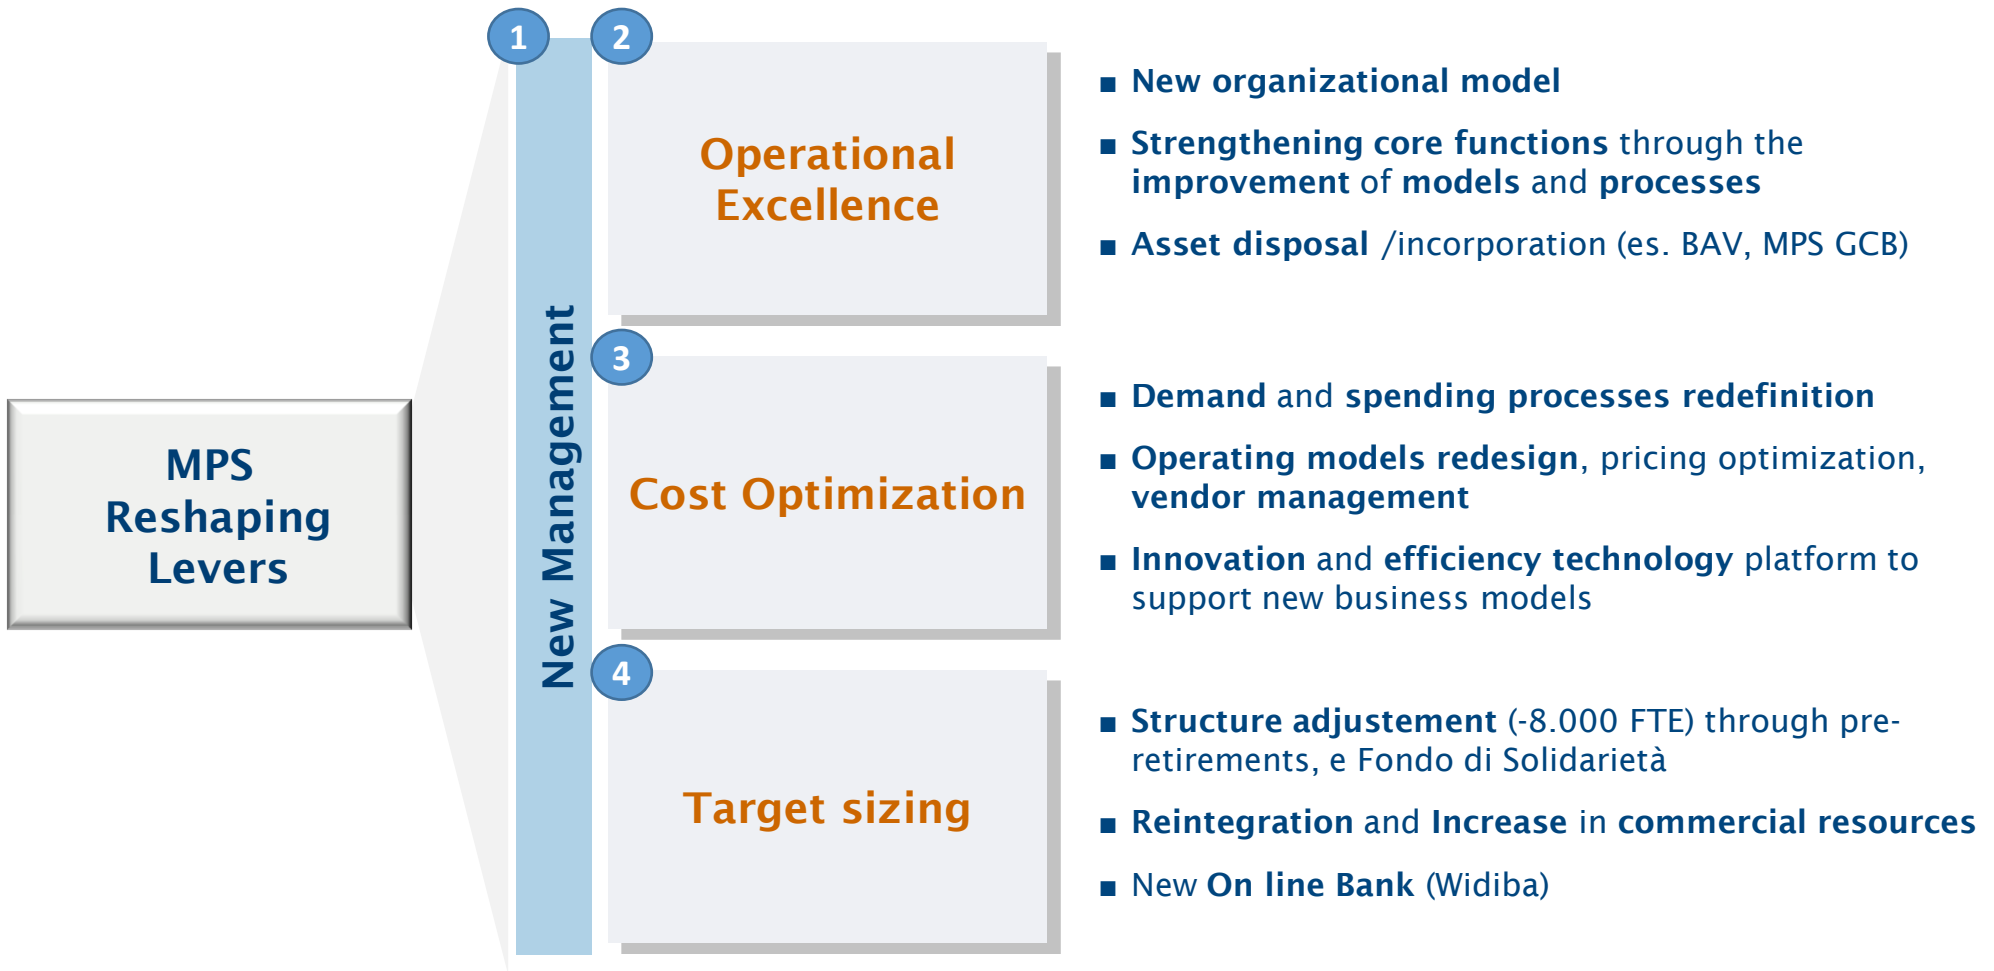 MPS
Reshaping
Levers
1
New Management
2
Operational
Excellence
■ New organizational model
■ Strengthening core functions through the
improvement of models and processes
■ Asset disposal /incorporation (es. BAV, MPS GCB)
3
Cost Optimization
■ Demand and spending processes redefinition
■ Operating models redesign, pricing optimization,
vendor management
■ Innovation and efficiency technology platform to
support new business models
4
Target sizing
■ Structure adjustement (-8.000 FTE) through pre-
retirements, e Fondo di Solidarietà
■ Reintegration and Increase in commercial resources
■ New On line Bank (Widiba)